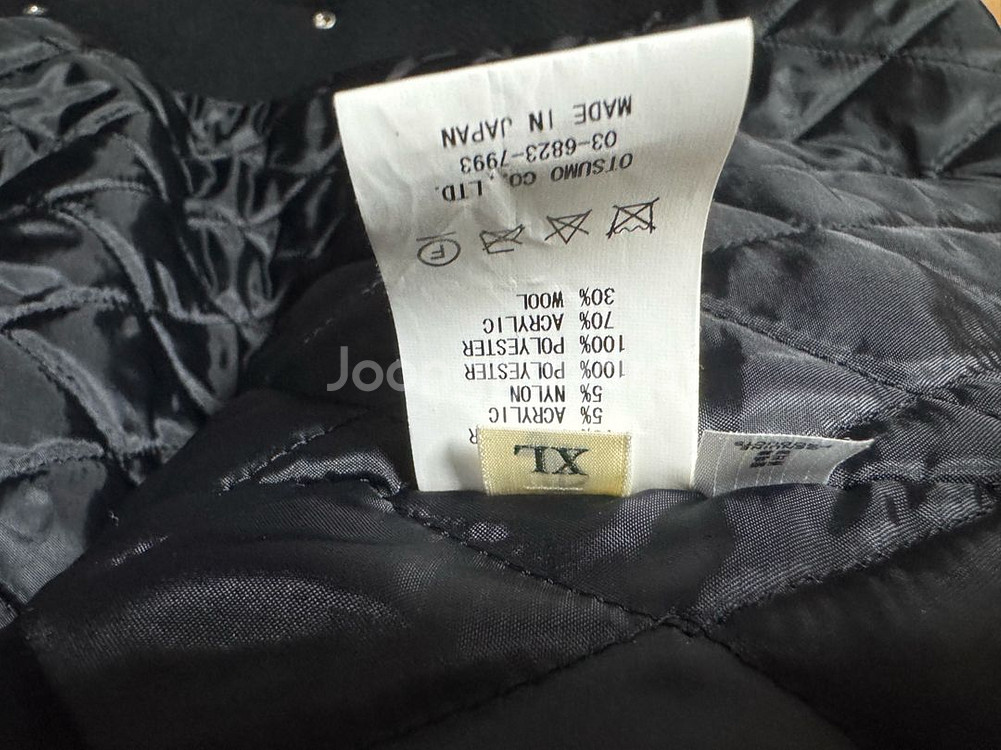 XL
5% ACRYLIC
5% NYLON
100% POLYESTER
100% POLYESTER
70% ACRYLIC
30% WOOL
F
OTSUMO CO.,LTD.
03-6823-7993
MADE IN JAPAN